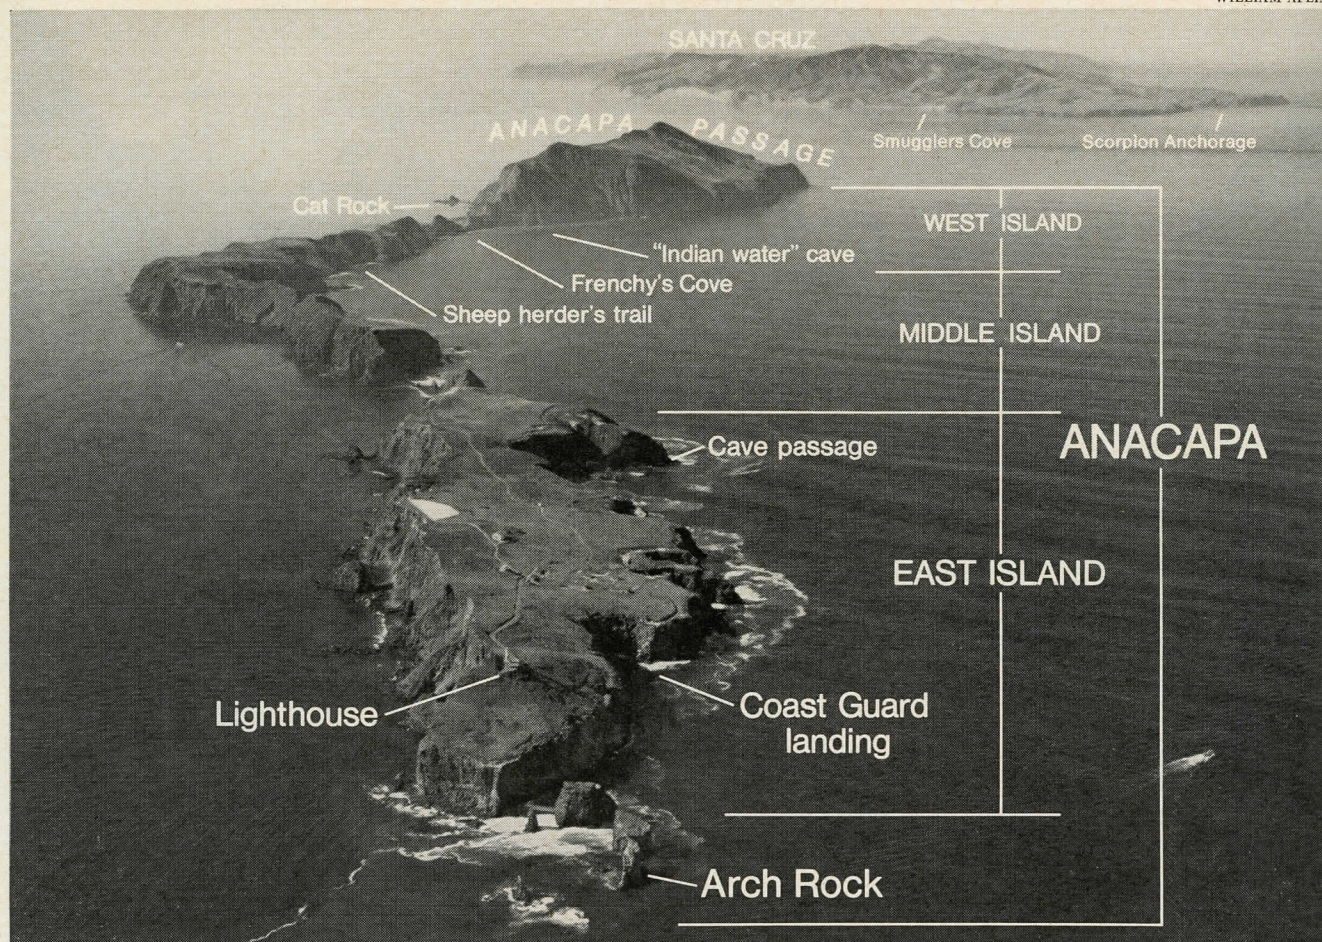 SANTA CRUZ
ANACAPA PASSAGE
Smugglers Cove
Scorpion Anchorage
Cat Rock
WEST ISLAND
"Indian water" cave
Frenchy's Cove
Sheep herder's trail
MIDDLE ISLAND
ANACAPA
Cave passage
EAST ISLAND
Lighthouse
Coast Guard
landing
Arch Rock